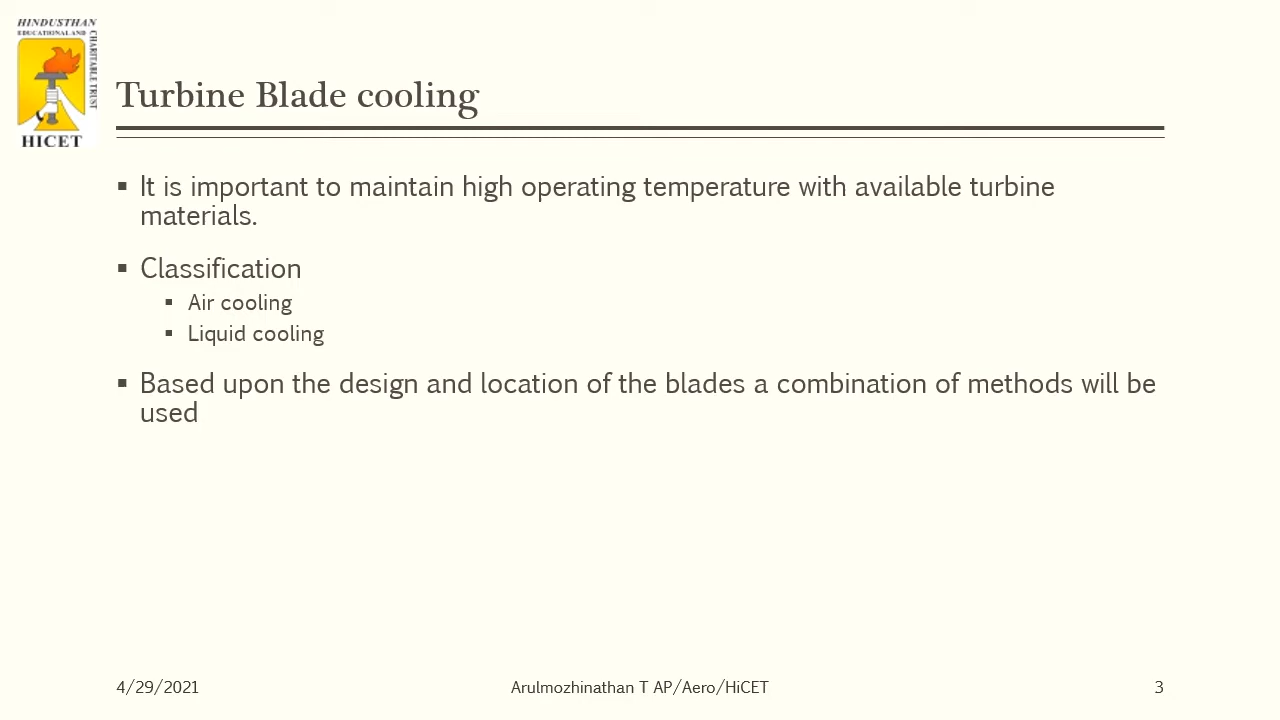 HINDUSTHAN
EDUCATIONAL AND
CHARITABLE TRUST
HICET
Turbine Blade cooling
▪ It is important to maintain high operating temperature with available turbine
materials.
▪ Classification
▪ Air cooling
▪ Liquid cooling
▪ Based upon the design and location of the blades a combination of methods will be
used
4/29/2021
Arulmozhinathan T AP/Aero/HiCET
3